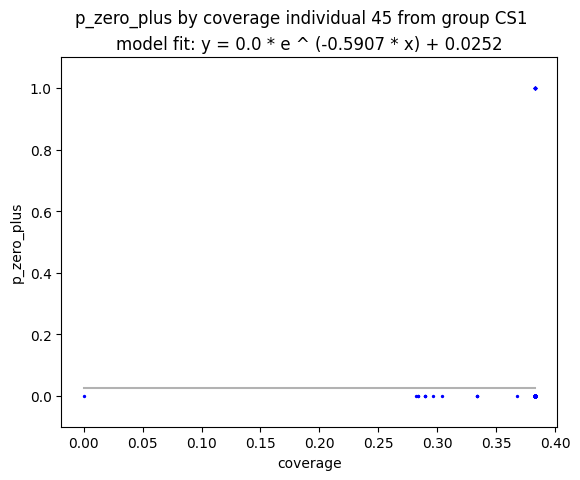 p_zero_plus by coverage individual 45 from group CS1
model fit: y = 0.0 * e ^ (-0.5907 * x) + 0.0252
1.0
0.8
0.6
0.4
0.2
0.0
p_zero_plus
0.00 0.05 0.10 0.15 0.20 0.25 0.30 0.35 0.40
coverage